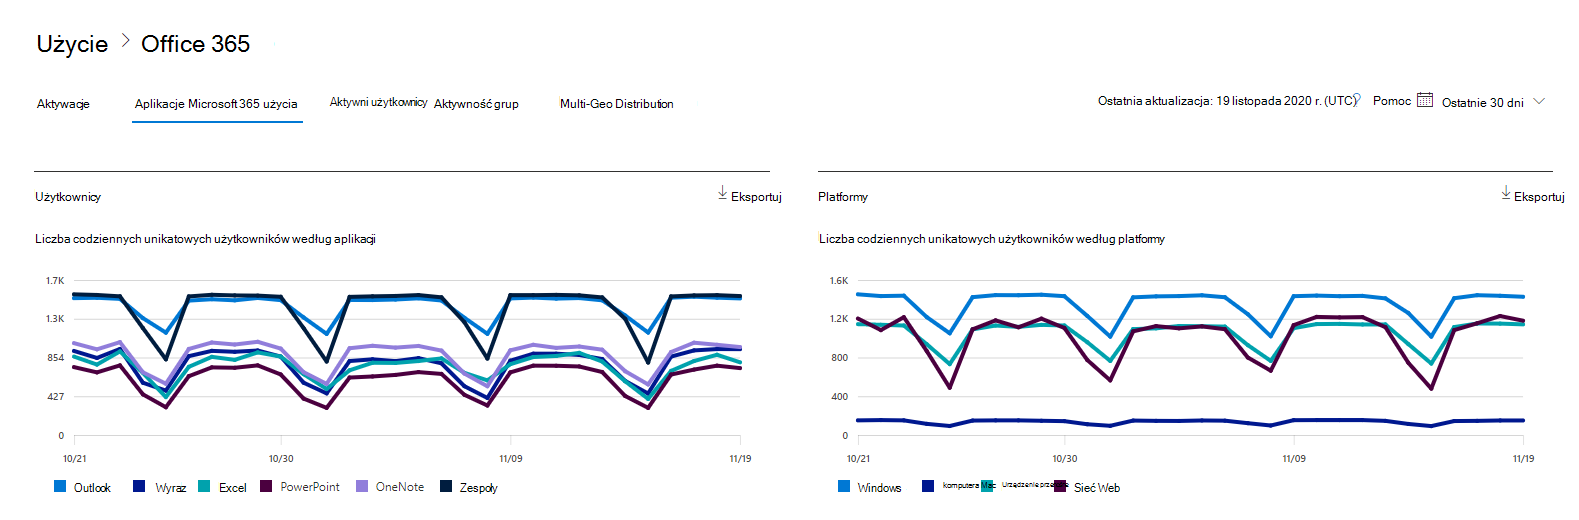 Użycie > Office 365
Aktywacje Aplikacje Microsoft 365 użycia Aktywni użytkownicy Aktywność grup Multi-Geo Distribution Ostatnia aktualizacja: 19 listopada 2020 r. (UTC) Pomoc Ostatnie 30 dni
Użytkownicy Eksportuj
Liczba codziennych unikatowych użytkowników według aplikacji
1.7K
1.3K
854
427
0
10/21 10/30 11/09 11/19
Outlook Wyraz Excel PowerPoint OneNote Zespoły
Platformy Eksportuj
Liczba codziennych unikatowych użytkowników według platformy
1.6K
1.2K
800
400
0
10/21 10/30 11/09 11/19
Windows komputera Mac Urządzenie Sieć Web